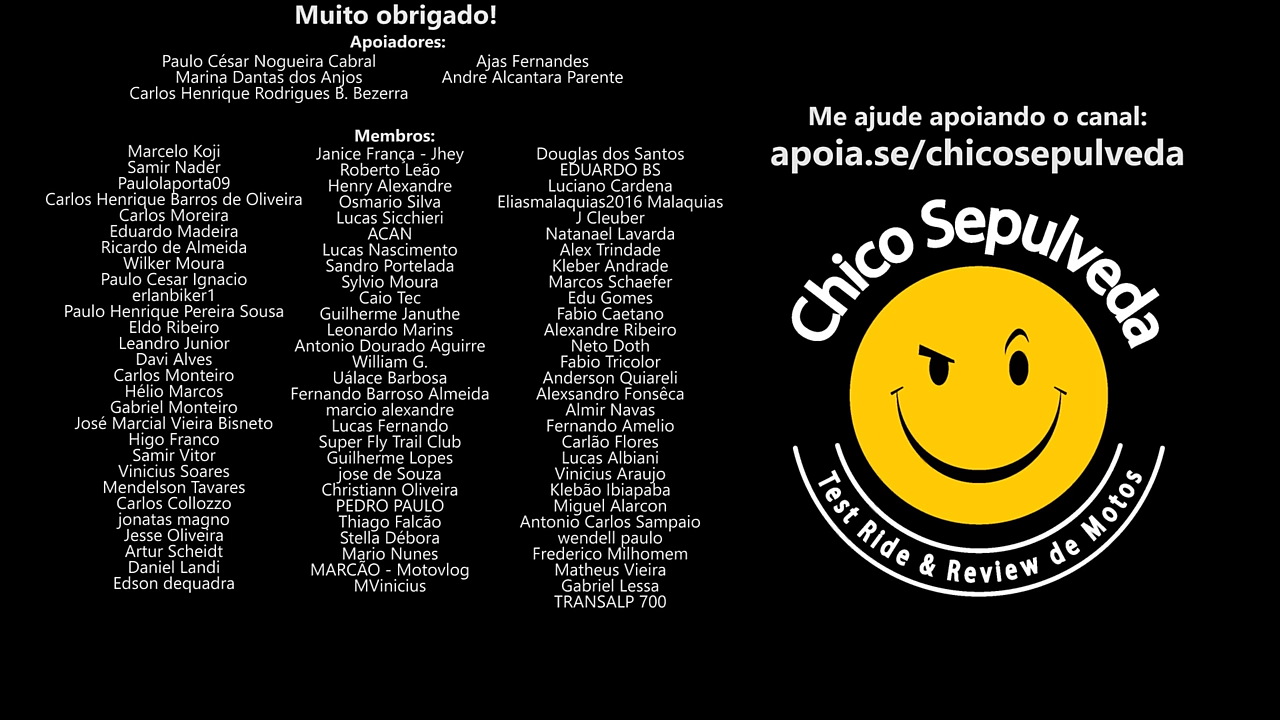 Muito obrigado!
Apoiadores:
Paulo César Nogueira Cabral
Marina Dantas dos Anjos
Carlos Henrique Rodrigues B. Bezerra
Ajas Fernandes
Andre Alcantara Parente
Membros:
Marcelo Koji
Samir Nader
Paulolaporta09
Carlos Henrique Barros de Oliveira
Carlos Moreira
Eduardo Madeira
Ricardo de Almeida
Wilker Moura
Paulo Cesar Ignacio
erlanbiker1
Paulo Henrique Pereira Sousa
Eldo Ribeiro
Leandro Junior
Davi Alves
Carlos Monteiro
Hélio Marcos
Gabriel Monteiro
José Marcial Vieira Bisneto
Higo Franco
Samir Vitor
Vinicius Soares
Mendelson Tavares
Carlos Collozzo
jonatas magno
Jesse Oliveira
Artur Scheidt
Daniel Landi
Edson dequadra
Janice França - Jhey
Roberto Leão
Henry Alexandre
Osmario Silva
Lucas Sicchieri
ACAN
Lucas Nascimento
Sandro Portelada
Sylvio Moura
Caio Tec
Guilherme Januthe
Leonardo Marins
Antonio Dourado Aguirre
William G.
Uálace Barbosa
Fernando Barroso Almeida
marcio alexandre
Lucas Fernando
Super Fly Trail Club
Guilherme Lopes
jose de Souza
Christiann Oliveira
PEDRO PAULO
Thiago Falcão
Stella Débora
Mario Nunes
MARCÃO - Motovlog
MVinicius
Douglas dos Santos
EDUARDO BS
Luciano Cardena
Eliasmalaquias2016 Malaquias
J Cleuber
Natanael Lavarda
Alex Trindade
Kleber Andrade
Marcos Schaefer
Edu Gomes
Fabio Caetano
Alexandre Ribeiro
Neto Doth
Fabio Tricolor
Anderson Quiareli
Alexsandro Fonsêca
Almir Navas
Fernando Amelio
Carlão Flores
Lucas Albiani
Vinicius Araujo
Klebão Ibiapaba
Miguel Alarcon
Antonio Carlos Sampaio
wendell paulo
Frederico Milhomem
Matheus Vieira
Gabriel Lessa
TRANSALP 700
Me ajude apoiando o canal:
apoia.se/chicosepulveda
Chico Sepulveda
Test Ride & Review de Motos